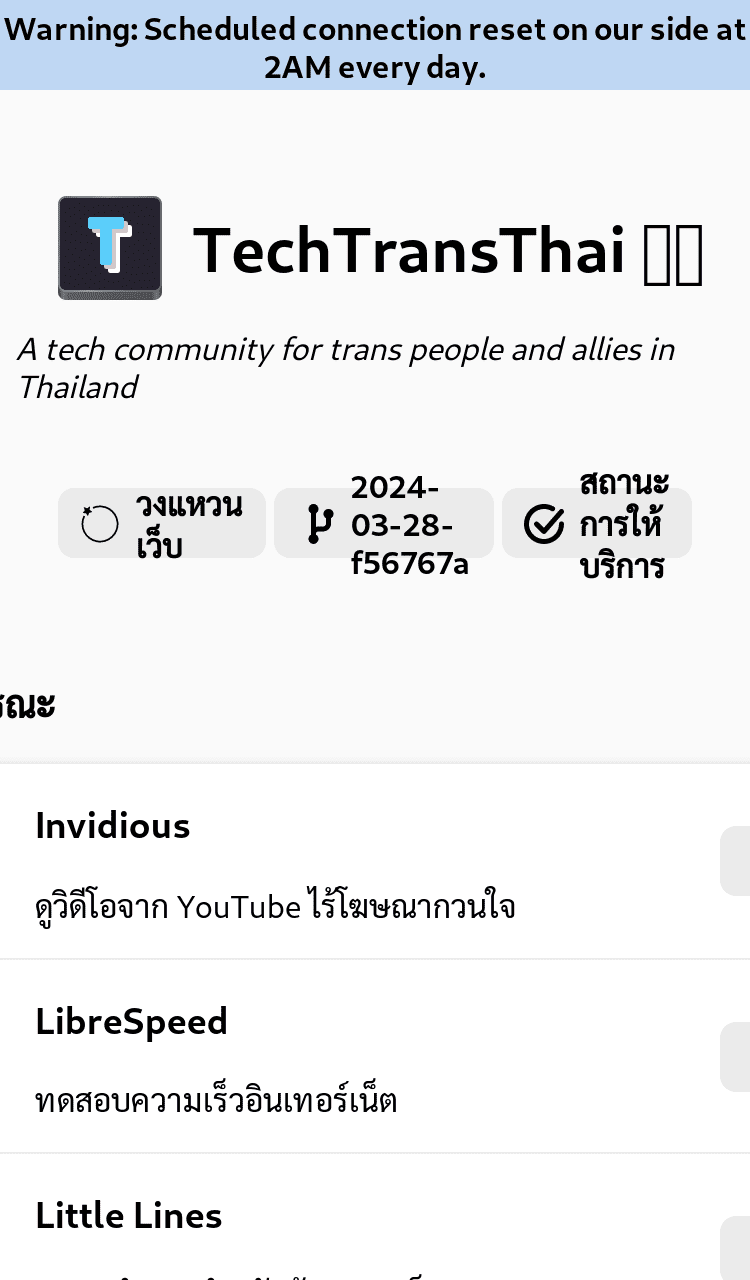 Warning: Scheduled connection reset on our side at
2AM every day.
TechTransThai
A tech community for trans people and allies in
Thailand
วงแหวน
เว็บ
2024-
03-28-
f56767a
สถานะ
การให้
บริการ
Invidious
ดูวิดีโอจาก YouTube ไร้โฆษณากวนใจ
LibreSpeed
ทดสอบความเร็วอินเทอร์เน็ต
Little Lines